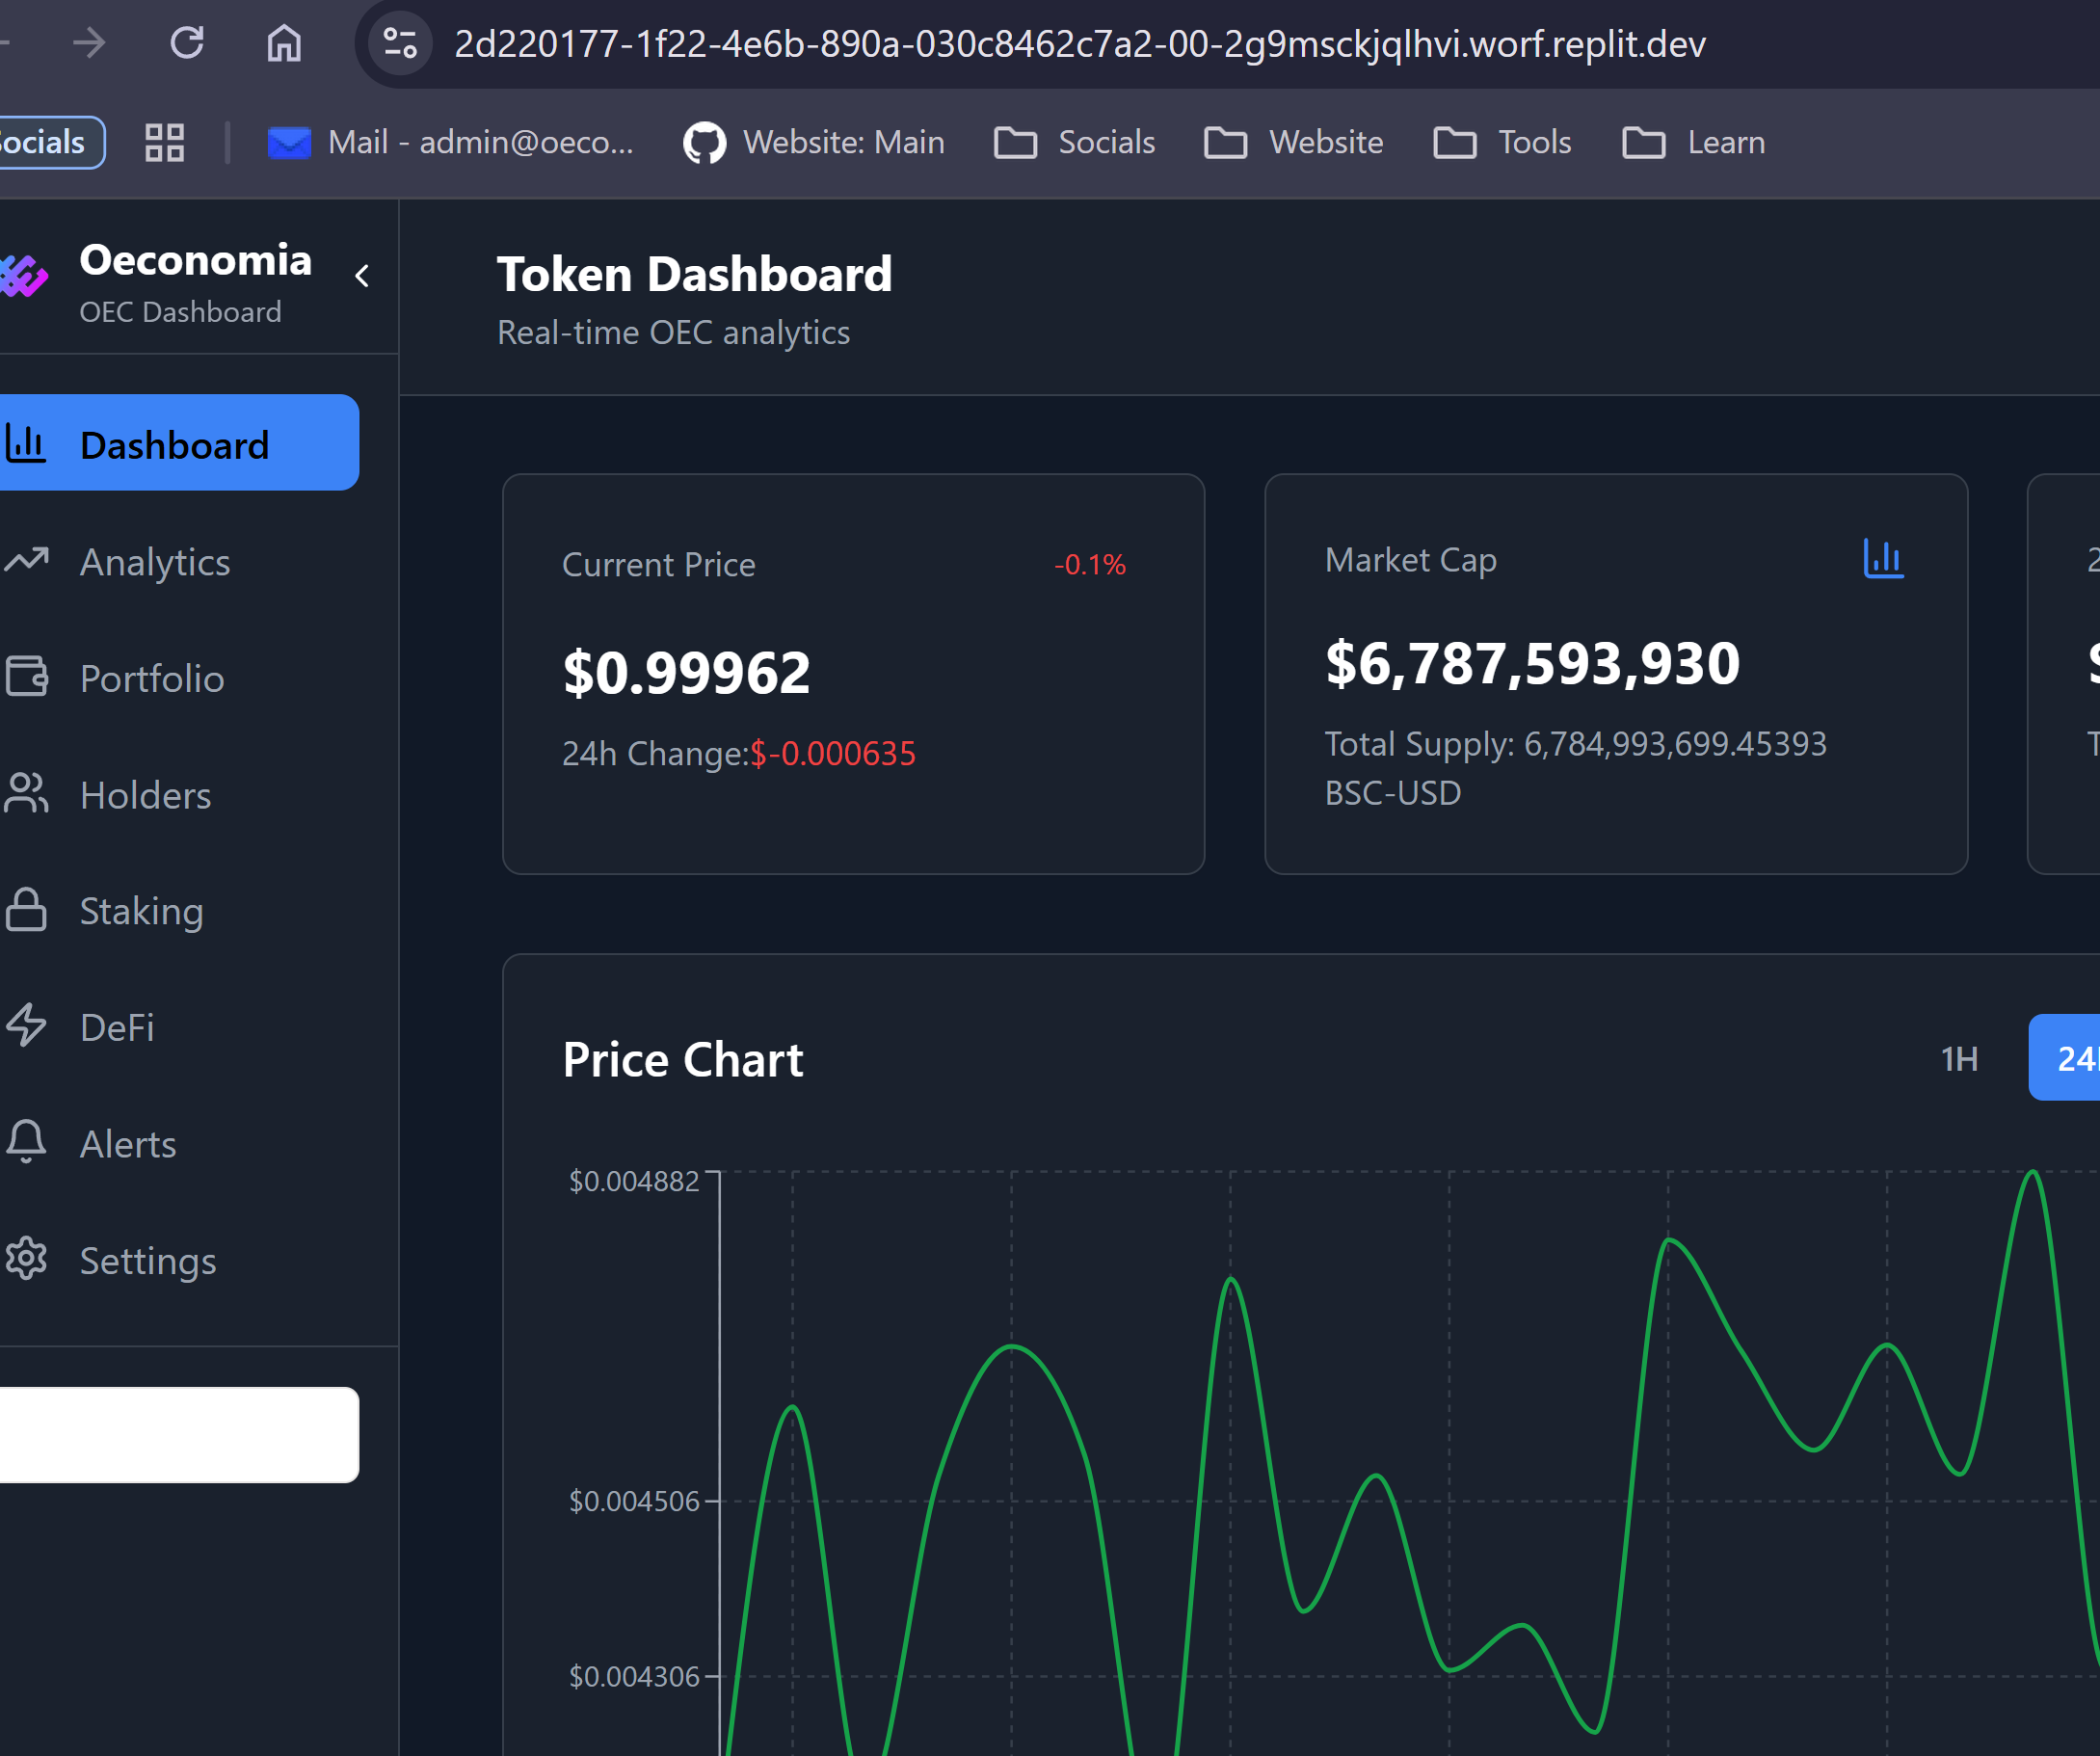 2d220177-1f22-4e6b-890a-030c8462c7a2-00-2g9msckjqlhvi.worf.replit.dev
Socials
Mail - admin@oeco...
Website: Main
Socials
Website
Tools
Learn
Oeconomia
OEC Dashboard
Dashboard
Analytics
Portfolio
Holders
Staking
DeFi
Alerts
Settings
Token Dashboard
Real-time OEC analytics
Current Price
-0.1%
$0.99962
24h Change:$-0.000635
Market Cap
$6,787,593,930
Total Supply: 6,784,993,699.45393
BSC-USD
Price Chart
1H
$0.004882
$0.004506
$0.004306